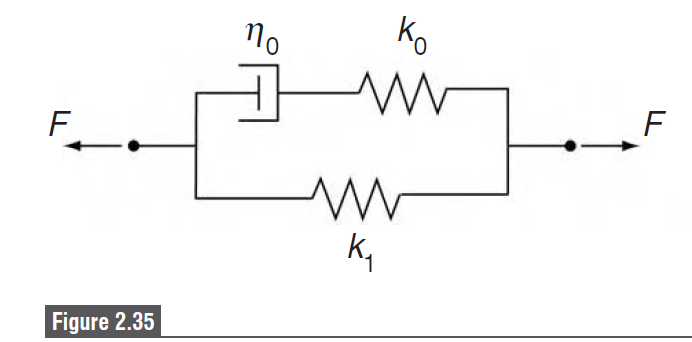 η₀ k₀
F F
k₁
Figure 2.35